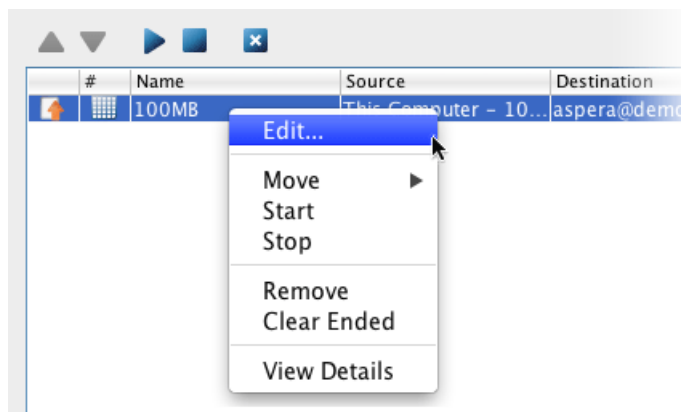 # Name Source Destination
100MB This Computer – 10... aspera@demo
Edit...
Move
Start
Stop
Remove
Clear Ended
View Details